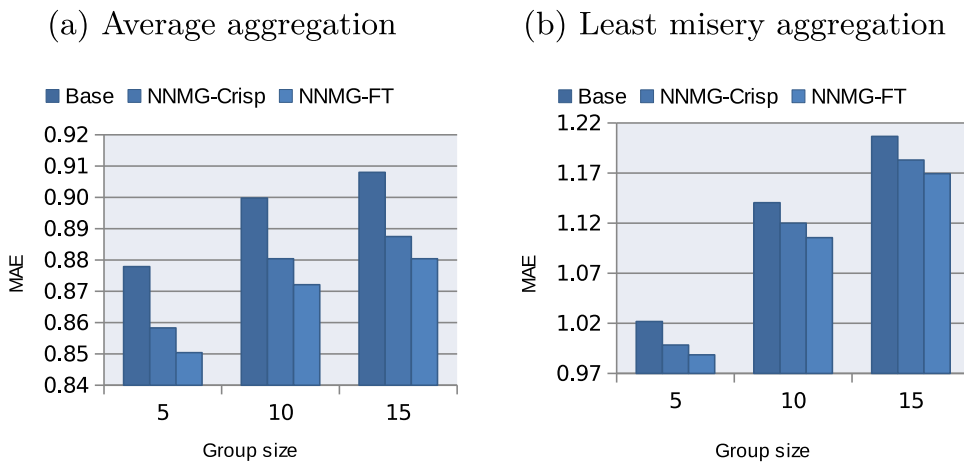 (a) Average aggregation
Base NNMG-Crisp NNMG-FT
0.92
0.91
0.90
0.89
0.88
0.87
0.86
0.85
0.84
MAE
5 10 15
Group size
(b) Least misery aggregation
Base NNMG-Crisp NNMG-FT
1.22
1.17
1.12
1.07
1.02
0.97
MAE
5 10 15
Group size